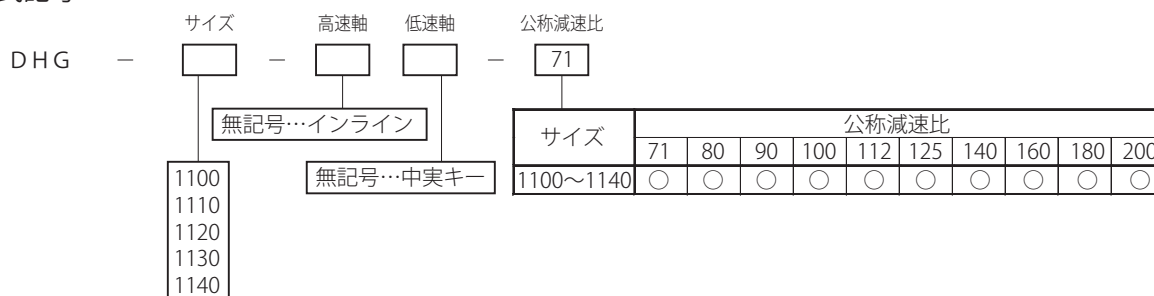 サイズ 高速軸 低速軸 公称減速比
DHG － － － 71
無記号…インライン
無記号…中実キー
1100
1110
1120
1130
1140
サイズ 公称減速比
71 80 90 100 112 125 140 160 180 200
1100～1140 ○ ○ ○ ○ ○ ○ ○ ○ ○ ○